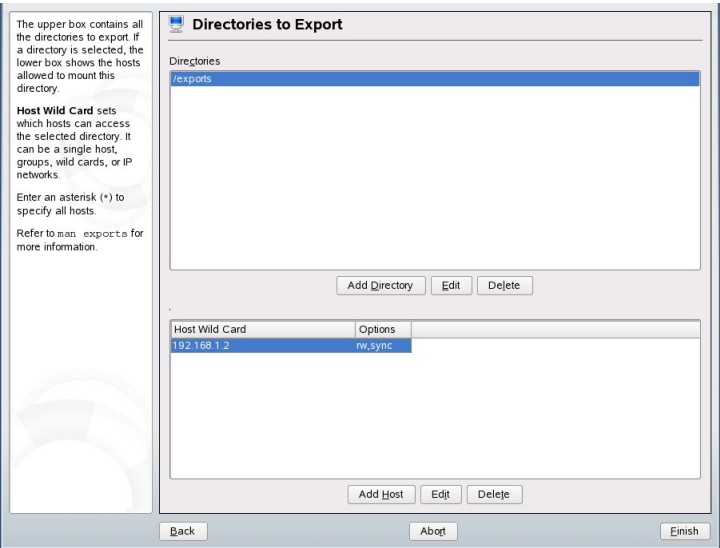 The upper box contains all
the directories to export. If
a directory is selected, the
lower box shows the hosts
allowed to mount this
directory.
Host Wild Card sets
which hosts can access
the selected directory. It
can be a single host,
groups, wild cards, or IP
networks.
Enter an asterisk (*) to
specify all hosts.
Refer to man exports for
more information.
Directories to Export
Directories
/exports
Add Directory Edit Delete
Host Wild Card Options
192.168.1.2 rw,sync
Add Host Edit Delete
Back Abort Finish